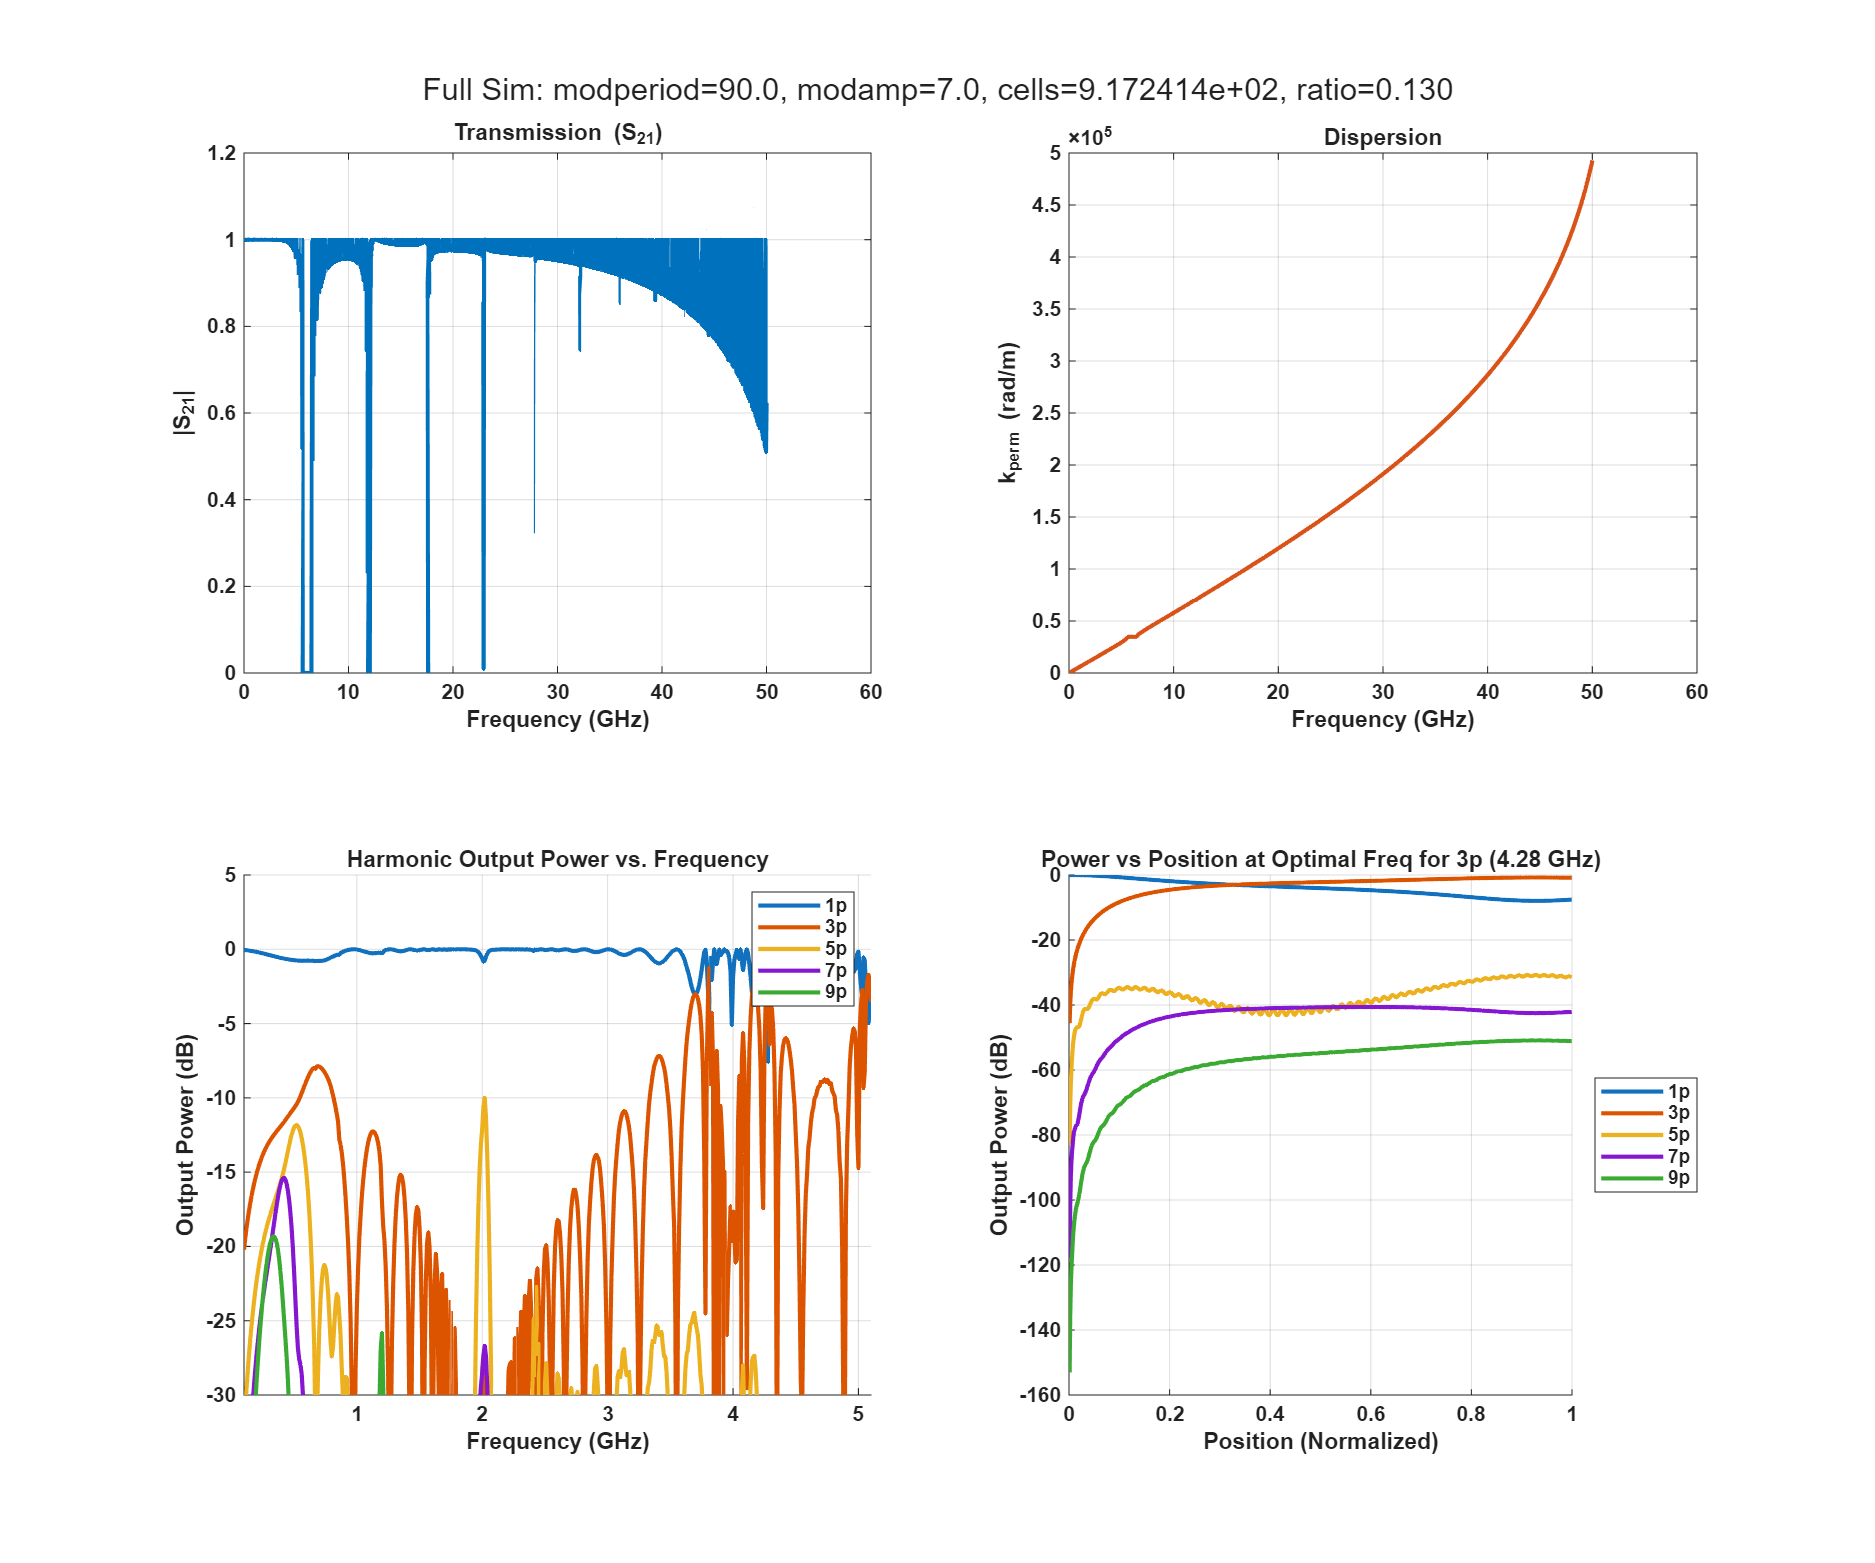 Full Sim: modperiod=90.0, modamp=7.0, cells=9.172414e+02, ratio=0.130
Transmission (S21)
1.2
1
0.8
0.6
0.4
0.2
0
0 10 20 30 40 50 60
|S21|
Frequency (GHz)
Dispersion
×10^5
5
4.5
4
3.5
3
2.5
2
1.5
1
0.5
0
0 10 20 30 40 50 60
kperm (rad/m)
Frequency (GHz)
Harmonic Output Power vs. Frequency
5
0
-5
-10
-15
-20
-25
-30
1 2 3 4 5
Output Power (dB)
Frequency (GHz)
1p
3p
5p
7p
9p
Power vs Position at Optimal Freq for 3p (4.28 GHz)
0
-20
-40
-60
-80
-100
-120
-140
-160
0 0.2 0.4 0.6 0.8 1
Output Power (dB)
Position (Normalized)
1p
3p
5p
7p
9p